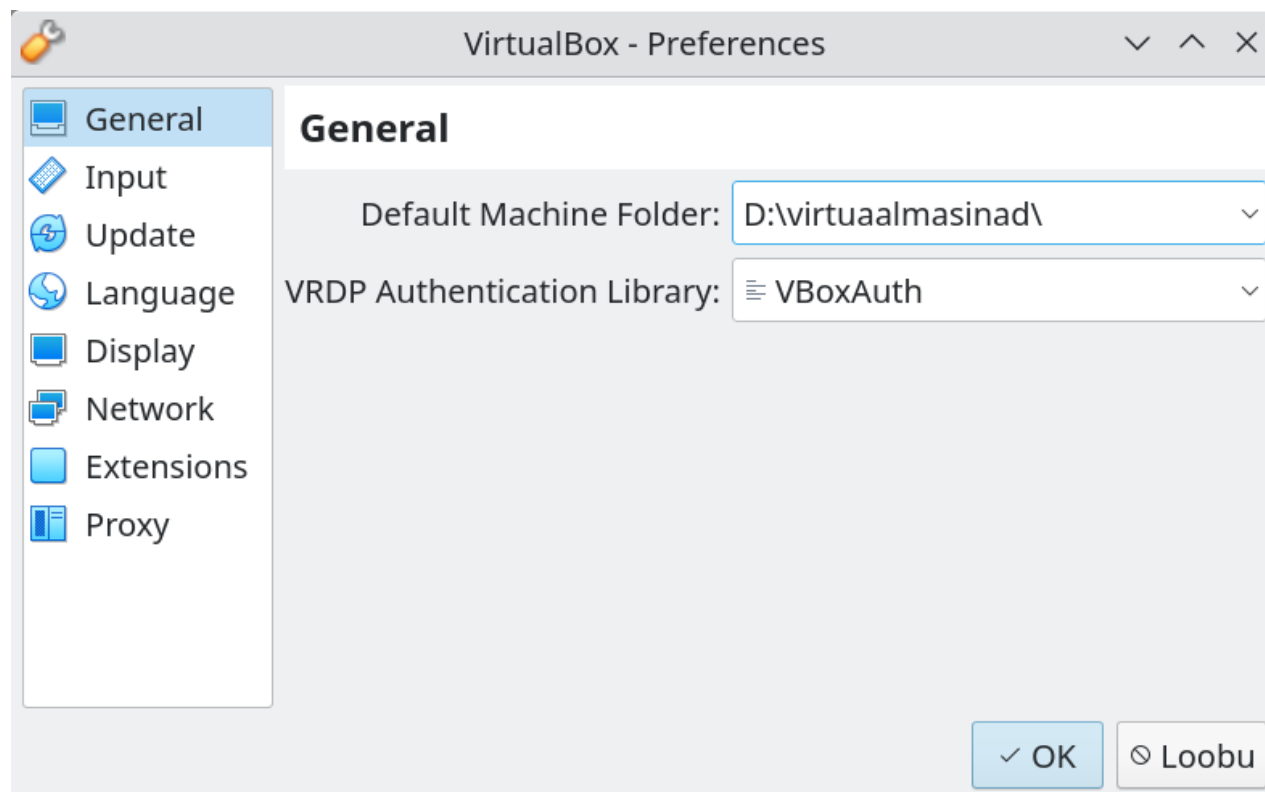 VirtualBox - Preferences
General
Input
Update
Language
Display
Network
Extensions
Proxy
General
Default Machine Folder: D:\virtuaalmasinad\
VRDP Authentication Library: VBoxAuth
OK
Loobu